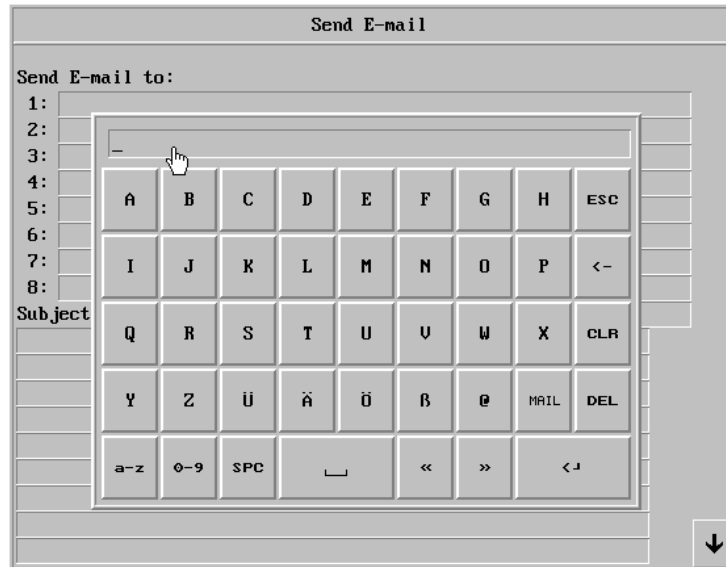 Send E-mail
Send E-mail to:
1:
2:
3:
4:
5:
6:
7:
8:
Subject
_
A B C D E F G H ESC
I J K L M N O P <-
Q R S T U V W X CLR
Y Z Ü Ä Ö ß @ MAIL DEL
a-z 0-9 SPC ⎵ « » <┘